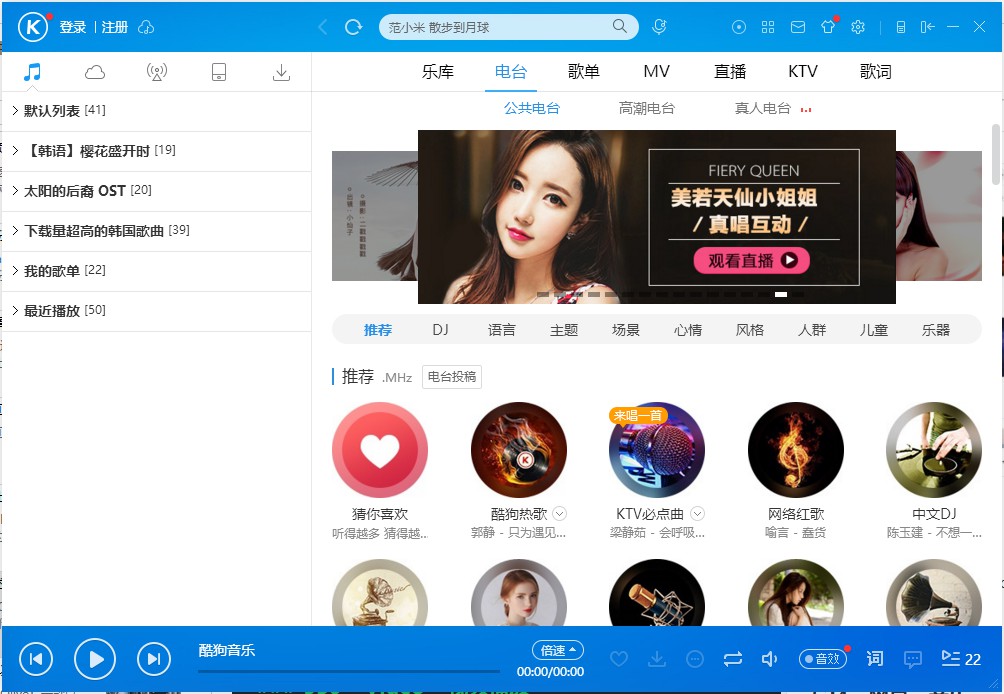 K 登录 | 注册
范小米 散步到月球
乐库 电台 歌单 MV 直播 KTV 歌词
公共电台 高潮电台 真人电台
默认列表 [41]
【韩语】樱花盛开时 [19]
太阳的后裔 OST [20]
下载量超高的韩国歌曲 [39]
我的歌单 [22]
最近播放 [50]
FIERY QUEEN
美若天仙小姐姐
/ 真唱互动 /
观看直播
推荐 DJ 语言 主题 场景 心情 风格 人群 儿童 乐器
推荐 .MHz 电台投稿
来唱一首
K
猜你喜欢 酷狗热歌 KTV必点曲 网络红歌 中文DJ
听得越多 猜得越... 郭静 - 只为遇见... 梁静茹 - 会呼吸... 喻言 - 蠢货 陈玉建 - 不想一...
酷狗音乐
倍速
00:00/00:00
音效 词 22